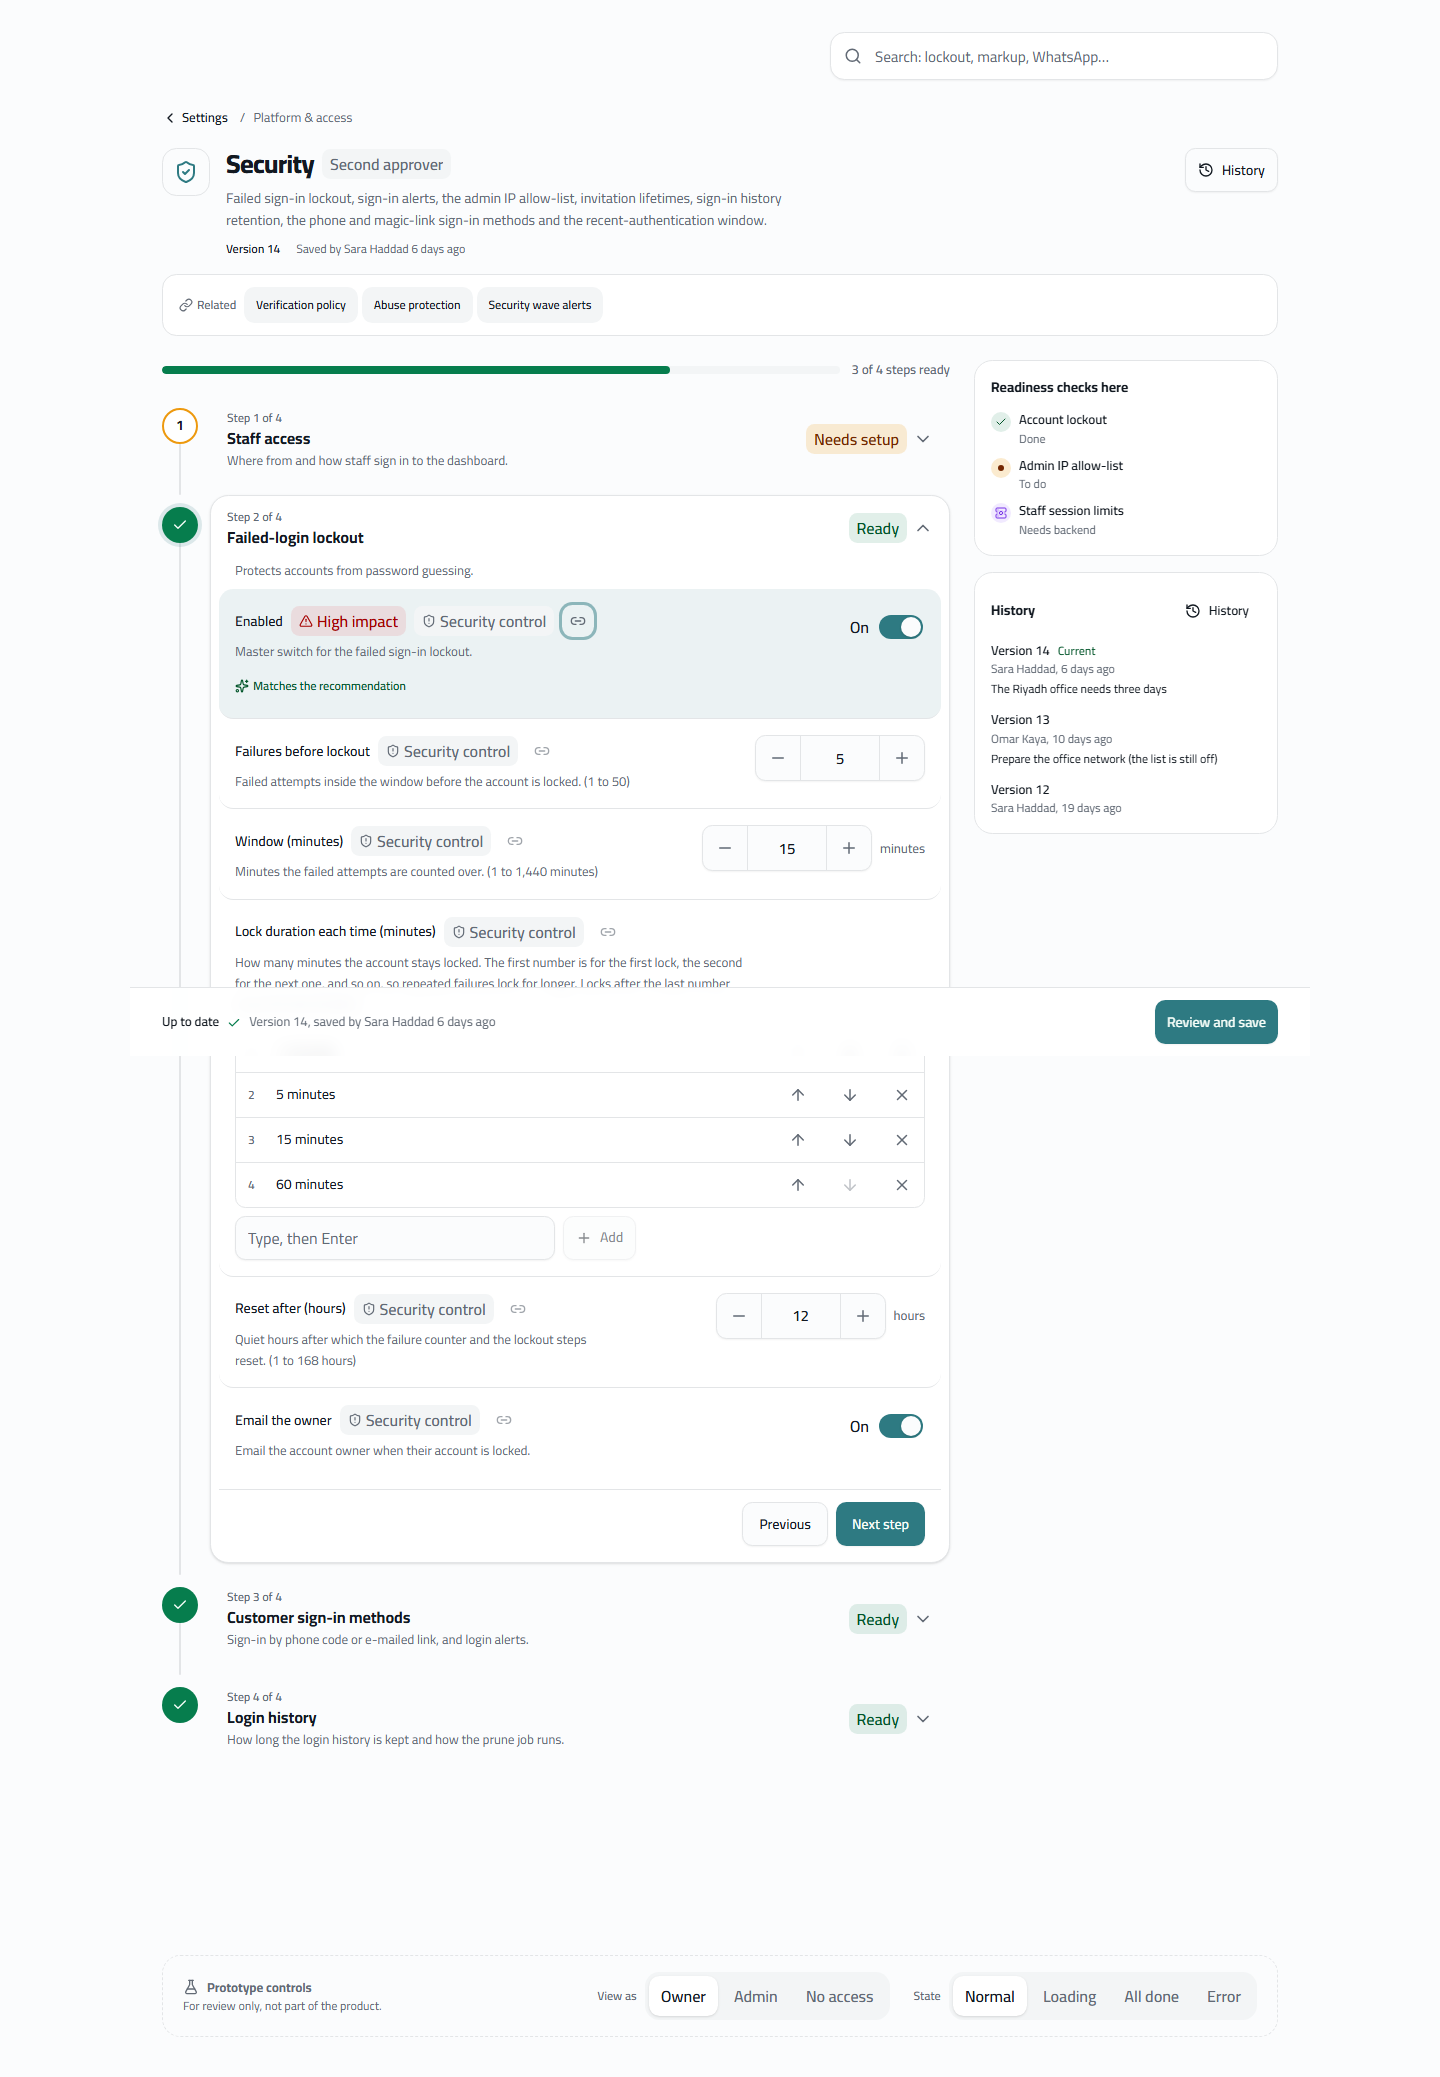 Search: lockout, markup, WhatsApp...
Settings / Platform & access
Security Second approver
History
Failed sign-in lockout, sign-in alerts, the admin IP allow-list, invitation lifetimes, sign-in history
retention, the phone and magic-link sign-in methods and the recent-authentication window.
Version 14 Saved by Sara Haddad 6 days ago
Related Verification policy Abuse protection Security wave alerts
3 of 4 steps ready
1
Step 1 of 4
Staff access
Where from and how staff sign in to the dashboard.
Needs setup
Step 2 of 4
Failed-login lockout
Ready
Protects accounts from password guessing.
Enabled High impact Security control
On
Master switch for the failed sign-in lockout.
Matches the recommendation
Failures before lockout Security control
5
Failed attempts inside the window before the account is locked. (1 to 50)
Window (minutes) Security control
15 minutes
Minutes the failed attempts are counted over. (1 to 1,440 minutes)
Lock duration each time (minutes) Security control
How many minutes the account stays locked. The first number is for the first lock, the second
for the next one, and so on, so repeated failures lock for longer. Locks after the last number
Up to date Version 14, saved by Sara Haddad 6 days ago
Review and save
2 5 minutes
3 15 minutes
4 60 minutes
Type, then Enter
Add
Reset after (hours) Security control
12 hours
Quiet hours after which the failure counter and the lockout steps
reset. (1 to 168 hours)
Email the owner Security control
On
Email the account owner when their account is locked.
Previous
Next step
Step 3 of 4
Customer sign-in methods
Sign-in by phone code or e-mailed link, and login alerts.
Ready
Step 4 of 4
Login history
How long the login history is kept and how the prune job runs.
Ready
Readiness checks here
Account lockout
Done
Admin IP allow-list
To do
Staff session limits
Needs backend
History
History
Version 14 Current
Sara Haddad, 6 days ago
The Riyadh office needs three days
Version 13
Omar Kaya, 10 days ago
Prepare the office network (the list is still off)
Version 12
Sara Haddad, 19 days ago
Prototype controls
For review only, not part of the product.
View as Owner Admin No access
State Normal Loading All done Error